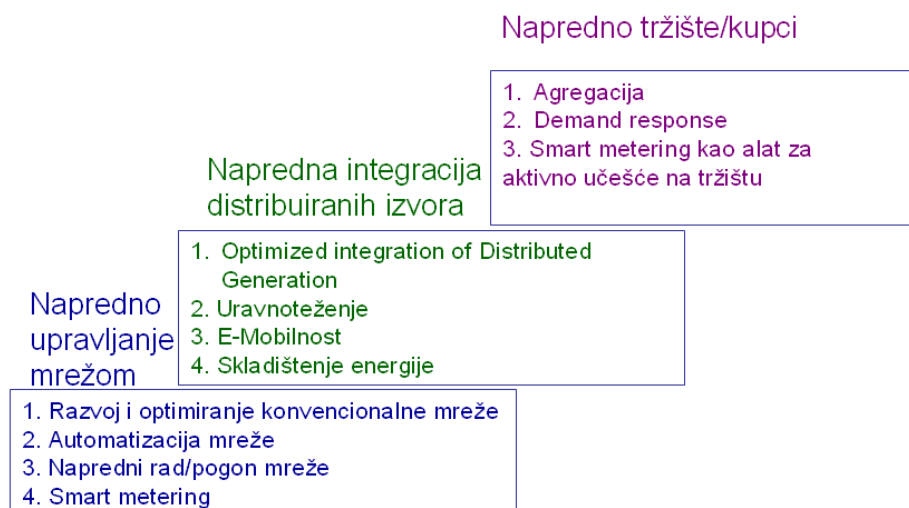 Napredno tržište/kupci
1. Agregacija
2. Demand response
3. Smart metering kao alat za
aktivno učešće na tržištu
Napredna integracija
distribuiranih izvora
1. Optimized integration of Distributed
Generation
2. Uravnoteženje
3. E-Mobilnost
4. Skladištenje energije
Napredno
upravljanje
mrežom
1. Razvoj i optimiranje konvencionalne mreže
2. Automatizacija mreže
3. Napredni rad/pogon mreže
4. Smart metering